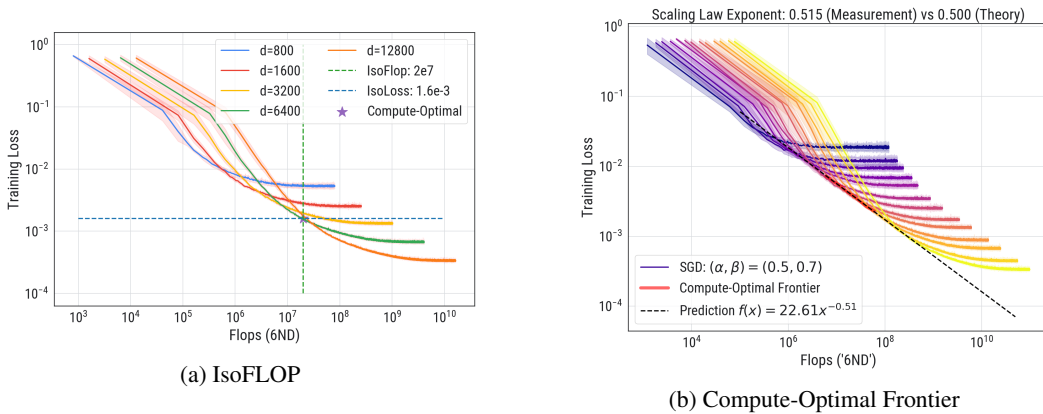 Scaling Law Exponent: 0.515 (Measurement) vs 0.500 (Theory)
10⁰
10⁻¹
10⁻²
10⁻³
10⁻⁴
Training Loss
d=800
d=1600
d=3200
d=6400
d=12800
IsoFlop: 2e7
IsoLoss: 1.6e-3
Compute-Optimal
10³ 10⁴ 10⁵ 10⁶ 10⁷ 10⁸ 10⁹ 10¹⁰
Flops (6ND)
(a) IsoFLOP
10⁰
10⁻¹
10⁻²
10⁻³
10⁻⁴
Training Loss
SGD: (α, β) = (0.5, 0.7)
Compute-Optimal Frontier
Prediction f(x) = 22.61x⁻⁰·⁵¹
10⁴ 10⁶ 10⁸ 10¹⁰
Flops ('6ND')
(b) Compute-Optimal Frontier